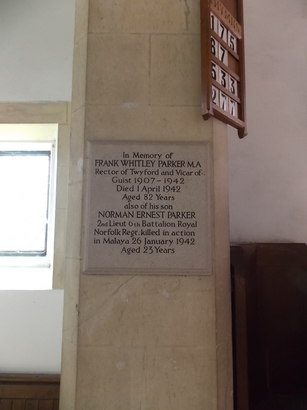 175
37
533
277
In Memory of
FRANK WHITLEY PARKER M.A
Rector of Twyford and Vicar of
Guist 1907–1942
Died 1 April 1942
Aged 82 Years
also of his son
NORMAN ERNEST PARKER
2nd Lieut 6th Battalion Royal
Norfolk Regt. killed in action
in Malaya 26 January 1942
Aged 23 Years